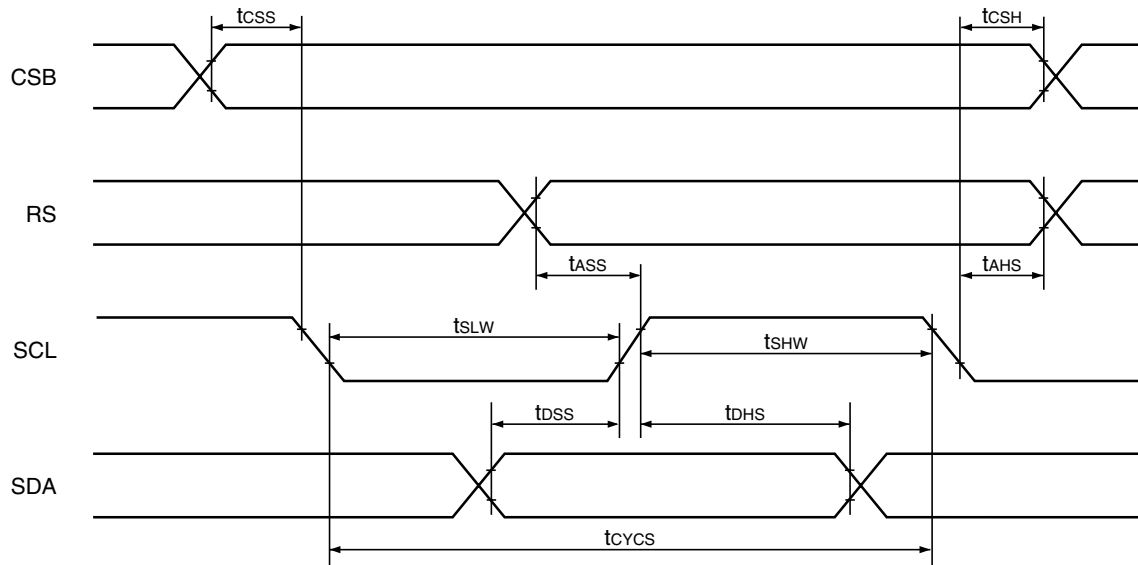 tCSS
tCSH
CSB
RS
tASS
tAHS
SCL
tSLW
tSHW
tDSS
tDHS
SDA
tCYCS